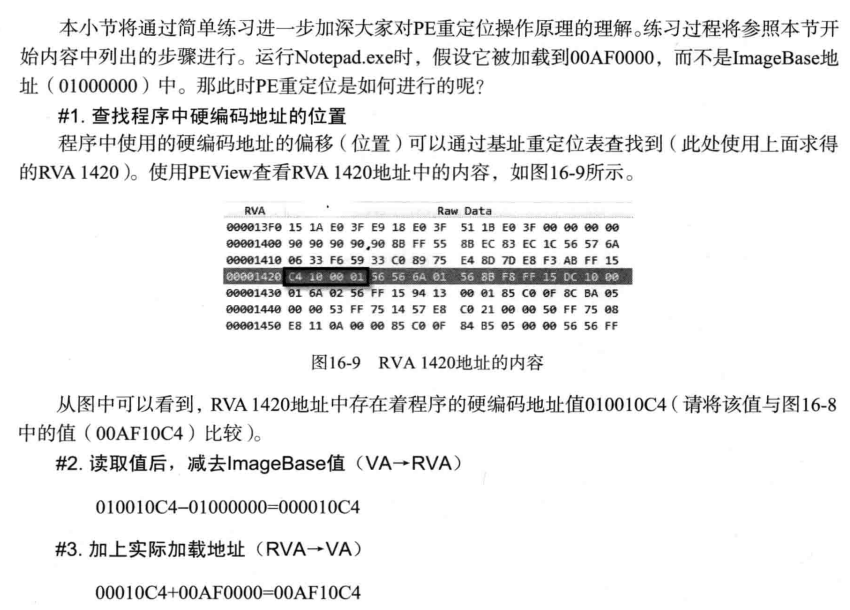 本小节将通过简单练习进一步加深大家对PE重定位操作原理的理解。练习过程将参照本节开
始内容中列出的步骤进行。运行Notepad.exe时，假设它被加载到00AF0000，而不是ImageBase地
址（01000000）中。那此时PE重定位是如何进行的呢?
#1. 查找程序中硬编码地址的位置
程序中使用的硬编码地址的偏移（位置）可以通过基址重定位表查找到（此处使用上面求得
的RVA 1420）。使用PEView查看RVA 1420地址中的内容，如图16-9所示。
RVA Raw Data
000013F0 15 1A E0 3F E9 18 E0 3F 51 1B E0 3F 00 00 00 00
00001400 90 90 90 90 90 8B FF 55 8B EC 83 EC 1C 56 57 6A
00001410 06 33 F6 59 33 C0 89 75 E4 8D 7D E8 F3 AB FF 15
00001420 C4 10 00 01 56 56 6A 01 56 8B F8 FF 15 DC 10 00
00001430 01 6A 02 56 FF 15 94 13 00 01 85 C0 0F 8C BA 05
00001440 00 00 53 FF 75 14 57 E8 C0 21 00 00 50 FF 75 08
00001450 E8 11 0A 00 00 85 C0 0F 84 B5 05 00 00 56 56 FF
图16-9 RVA 1420地址的内容
从图中可以看到，RVA 1420地址中存在着程序的硬编码地址值010010C4（请将该值与图16-8
中的值（00AF10C4）比较）。
#2. 读取值后，减去ImageBase值（VA→RVA）
010010C4–01000000=000010C4
#3. 加上实际加载地址（RVA→VA）
00010C4+00AF0000=00AF10C4